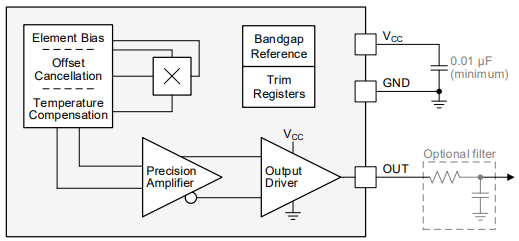 Element Bias
Offset
Cancellation
Temperature
Compensation
Bandgap
Reference
Trim
Registers
VCC
0.01 µF
(minimum)
GND
Precision
Amplifier
VCC
Output
Driver
OUT
Optional filter